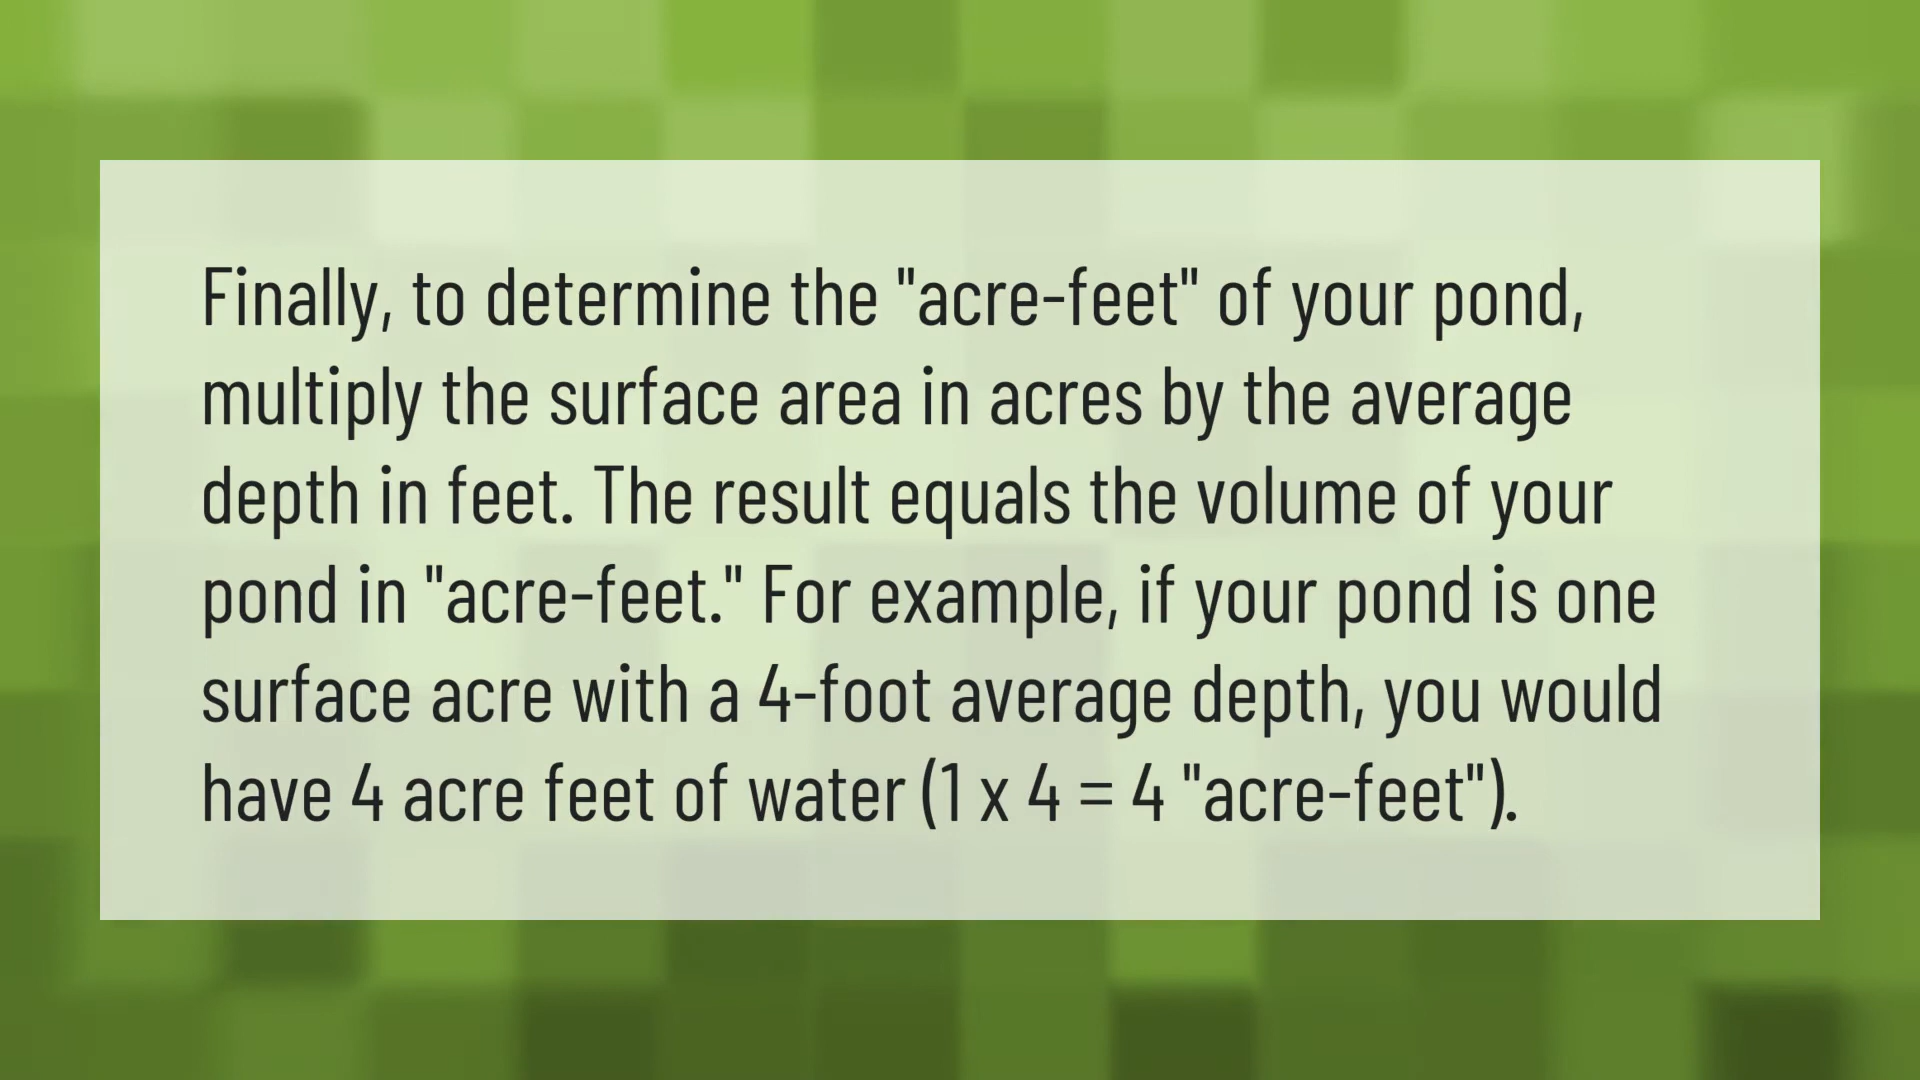 Finally, to determine the "acre-feet" of your pond,
multiply the surface area in acres by the average
depth in feet. The result equals the volume of your
pond in "acre-feet." For example, if your pond is one
surface acre with a 4-foot average depth, you would
have 4 acre feet of water (1 x 4 = 4 "acre-feet").